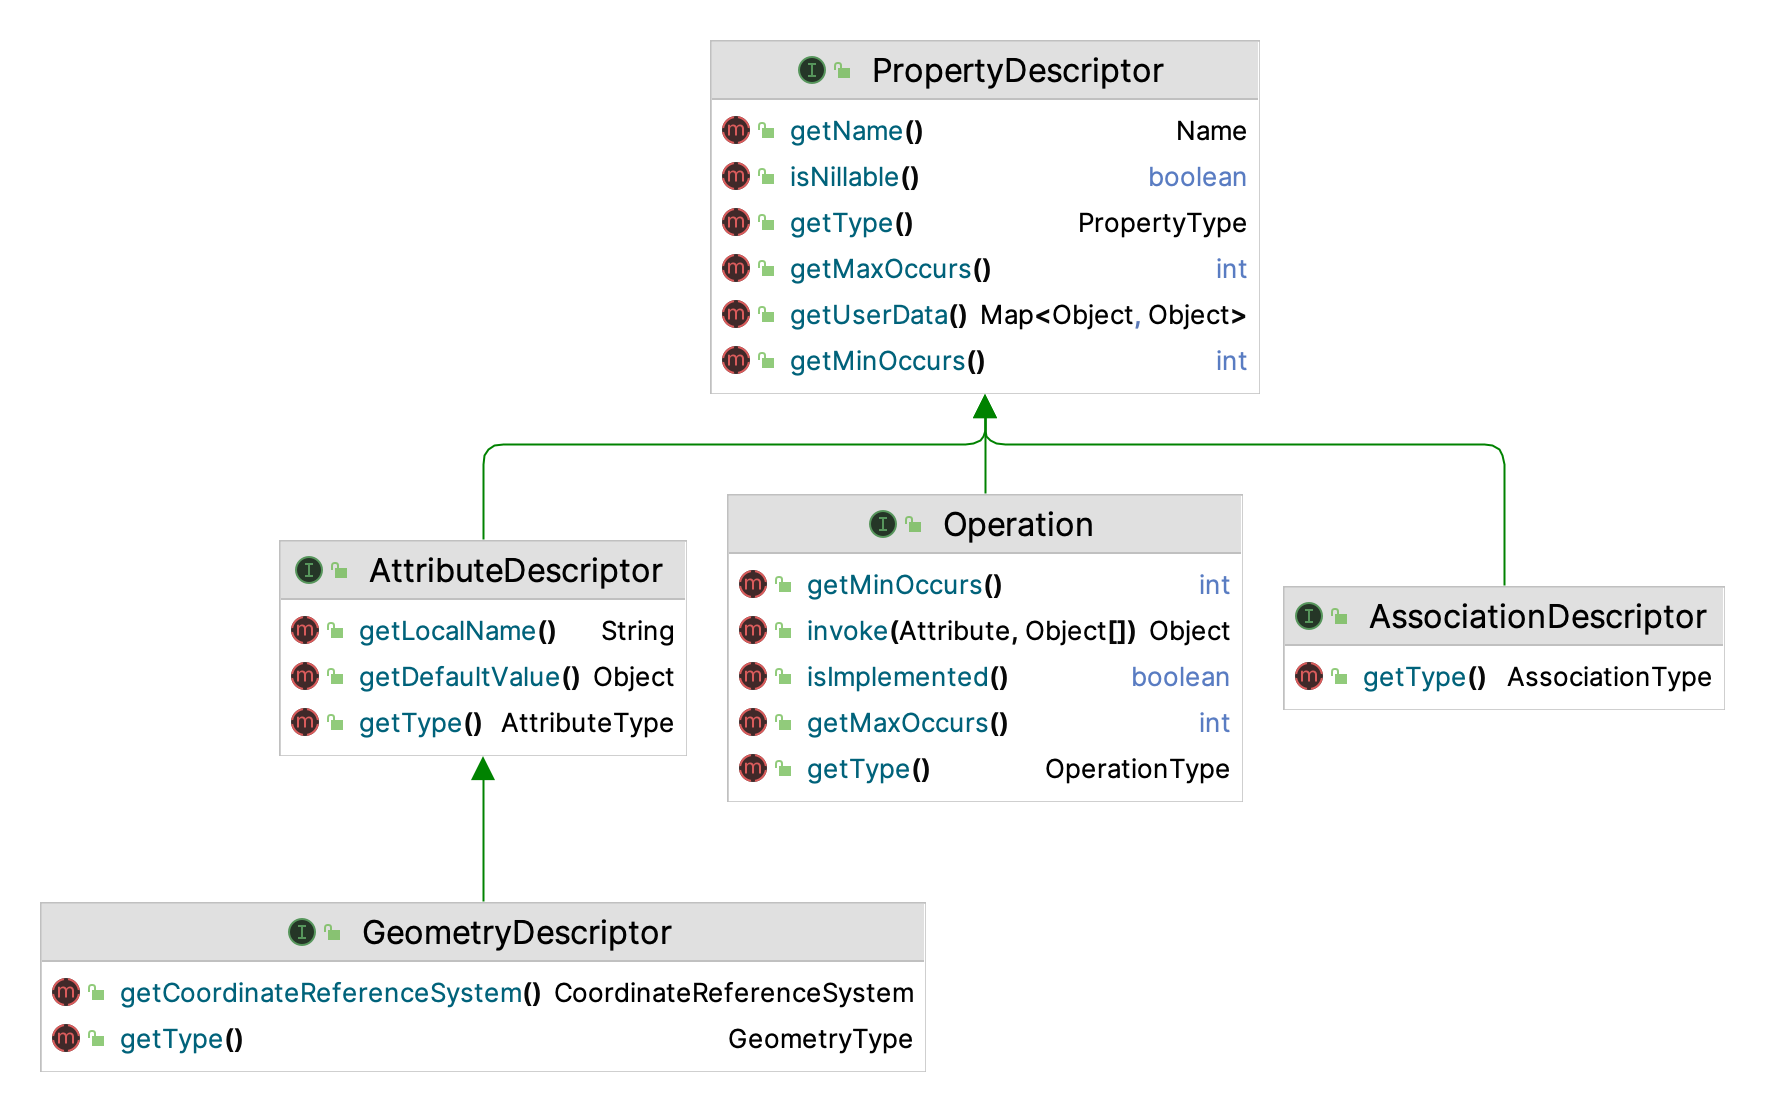 PropertyDescriptor
getName() Name
isNillable() boolean
getType() PropertyType
getMaxOccurs() int
getUserData() Map<Object, Object>
getMinOccurs() int
AttributeDescriptor
getLocalName() String
getDefaultValue() Object
getType() AttributeType
Operation
getMinOccurs() int
invoke(Attribute, Object[]) Object
isImplemented() boolean
getMaxOccurs() int
getType() OperationType
AssociationDescriptor
getType() AssociationType
GeometryDescriptor
getCoordinateReferenceSystem() CoordinateReferenceSystem
getType() GeometryType